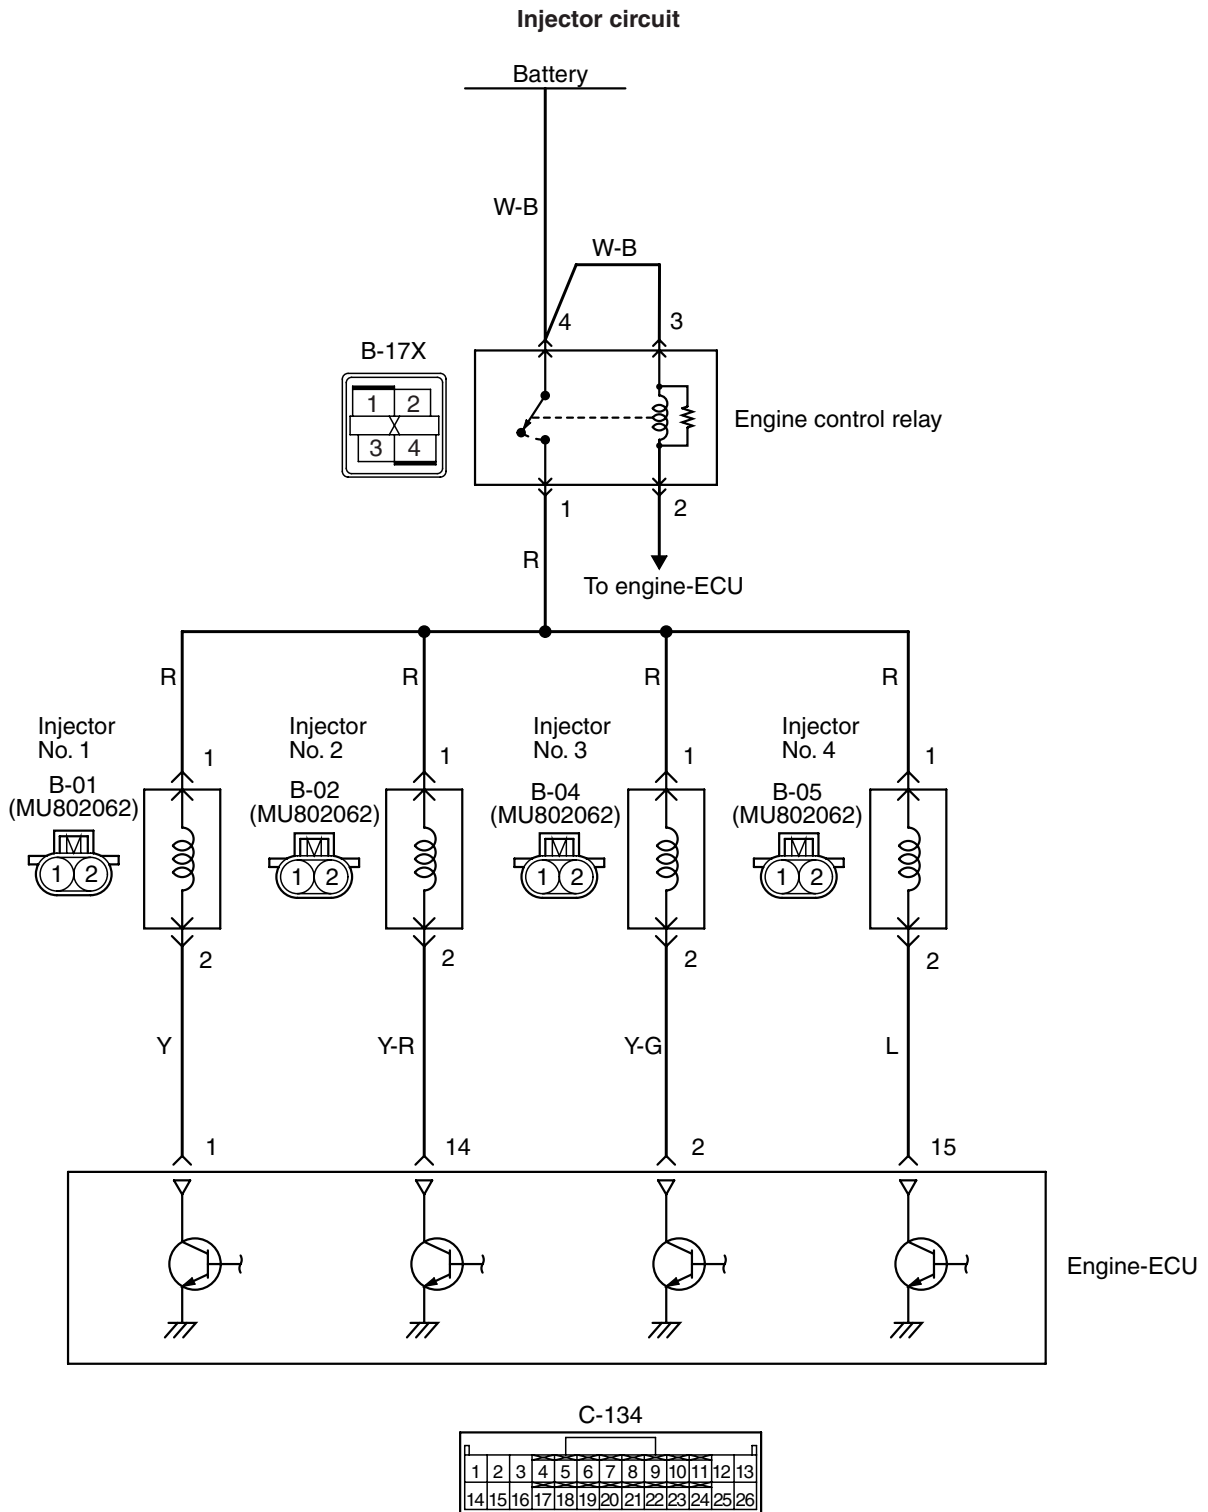 Injector circuit
Battery
W-B
W-B
4 3
B-17X
1 2
3 4
Engine control relay
1 2
R
To engine-ECU
R R R R
Injector No. 1
B-01
(MU802062)
1 2
1
2
Injector No. 2
B-02
(MU802062)
1 2
1
2
Injector No. 3
B-04
(MU802062)
1 2
1
2
Injector No. 4
B-05
(MU802062)
1 2
1
2
Y Y-R Y-G L
1 14 2 15
Engine-ECU
C-134
1 2 3 4 5 6 7 8 9 10 11 12 13
14 15 16 17 18 19 20 21 22 23 24 25 26